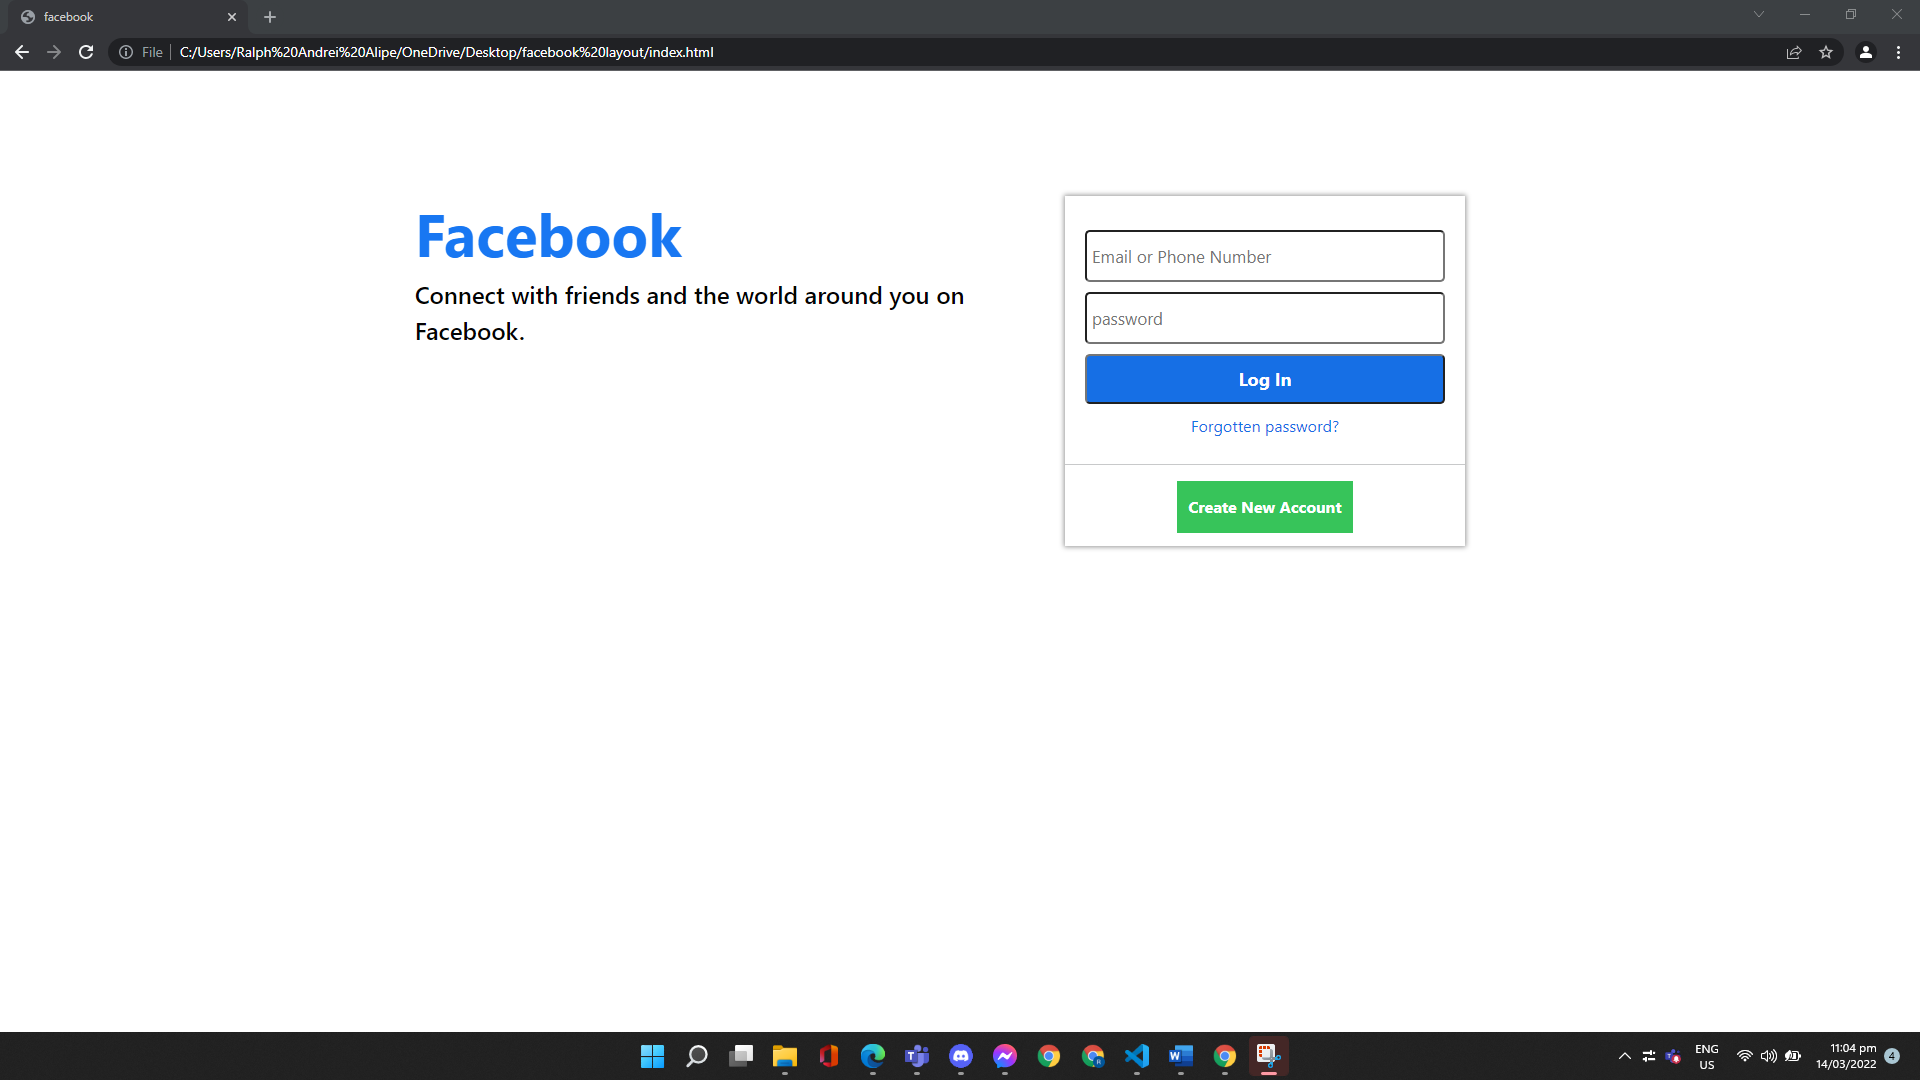 facebook
File
C:/Users/Ralph%20Andrei%20Alipe/OneDrive/Desktop/facebook%20layout/index.html
Facebook
Connect with friends and the world around you on
Facebook.
Email or Phone Number
password
Log In
Forgotten password?
Create New Account
ENG
US
11:04 pm
14/03/2022
4